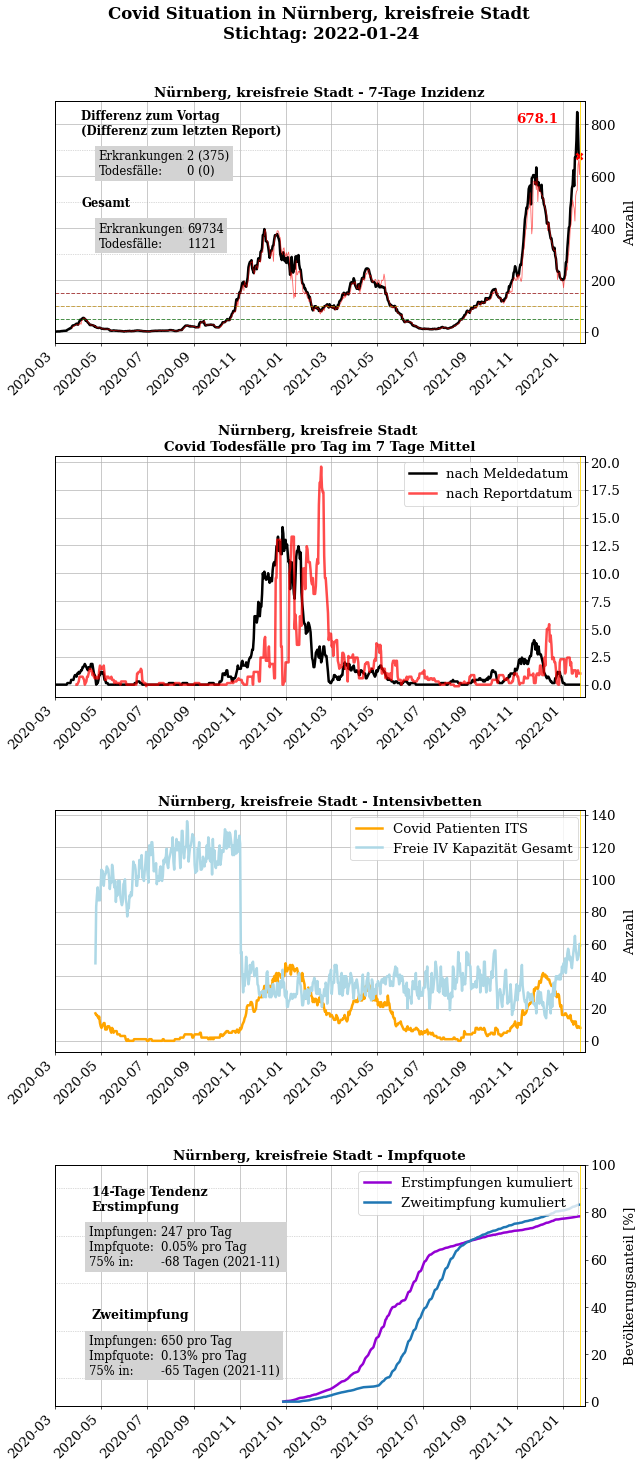 Covid Situation in Nürnberg, kreisfreie Stadt
Stichtag: 2022-01-24
Nürnberg, kreisfreie Stadt - 7-Tage Inzidenz
Differenz zum Vortag
(Differenz zum letzten Report)
678.1
Erkrankungen 2 (375)
Todesfälle: 0 (0)
Gesamt
Erkrankungen 69734
Todesfälle: 1121
800
600
400
200
0
Anzahl
2020-03 2020-05 2020-07 2020-09 2020-11 2021-01 2021-03 2021-05 2021-07 2021-09 2021-11 2022-01
Nürnberg, kreisfreie Stadt
Covid Todesfälle pro Tag im 7 Tage Mittel
nach Meldedatum
nach Reportdatum
20.0
17.5
15.0
12.5
10.0
7.5
5.0
2.5
0.0
2020-03 2020-05 2020-07 2020-09 2020-11 2021-01 2021-03 2021-05 2021-07 2021-09 2021-11 2022-01
Nürnberg, kreisfreie Stadt - Intensivbetten
Covid Patienten ITS
Freie IV Kapazität Gesamt
140
120
100
80
60
40
20
0
Anzahl
2020-03 2020-05 2020-07 2020-09 2020-11 2021-01 2021-03 2021-05 2021-07 2021-09 2021-11 2022-01
Nürnberg, kreisfreie Stadt - Impfquote
Erstimpfungen kumuliert
Zweitimpfung kumuliert
14-Tage Tendenz
Erstimpfung
Impfungen: 247 pro Tag
Impfquote: 0.05% pro Tag
75% in: -68 Tagen (2021-11)
Zweitimpfung
Impfungen: 650 pro Tag
Impfquote: 0.13% pro Tag
75% in: -65 Tagen (2021-11)
100
80
60
40
20
0
Bevölkerungsanteil [%]
2020-03 2020-05 2020-07 2020-09 2020-11 2021-01 2021-03 2021-05 2021-07 2021-09 2021-11 2022-01